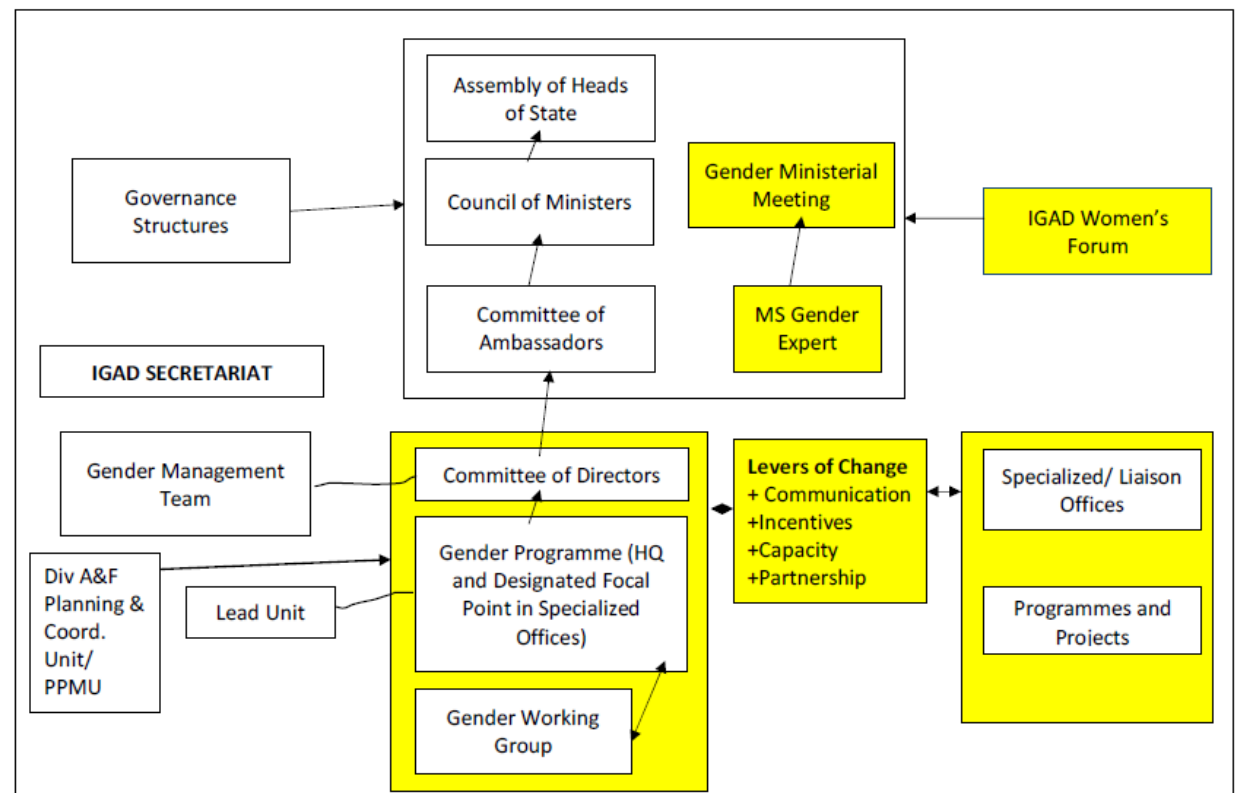 Assembly of Heads
of State
Governance
Structures
Council of Ministers
Gender Ministerial
Meeting
IGAD Women’s
Forum
Committee of
Ambassadors
MS Gender
Expert
IGAD SECRETARIAT
Gender Management
Team
Committee of Directors
Levers of Change
+ Communication
+Incentives
+Capacity
+Partnership
Specialized/ Liaison
Offices
Div A&F
Planning &
Coord.
Unit/
PPMU
Lead Unit
Gender Programme (HQ
and Designated Focal
Point in Specialized
Offices)
Programmes and
Projects
Gender Working
Group